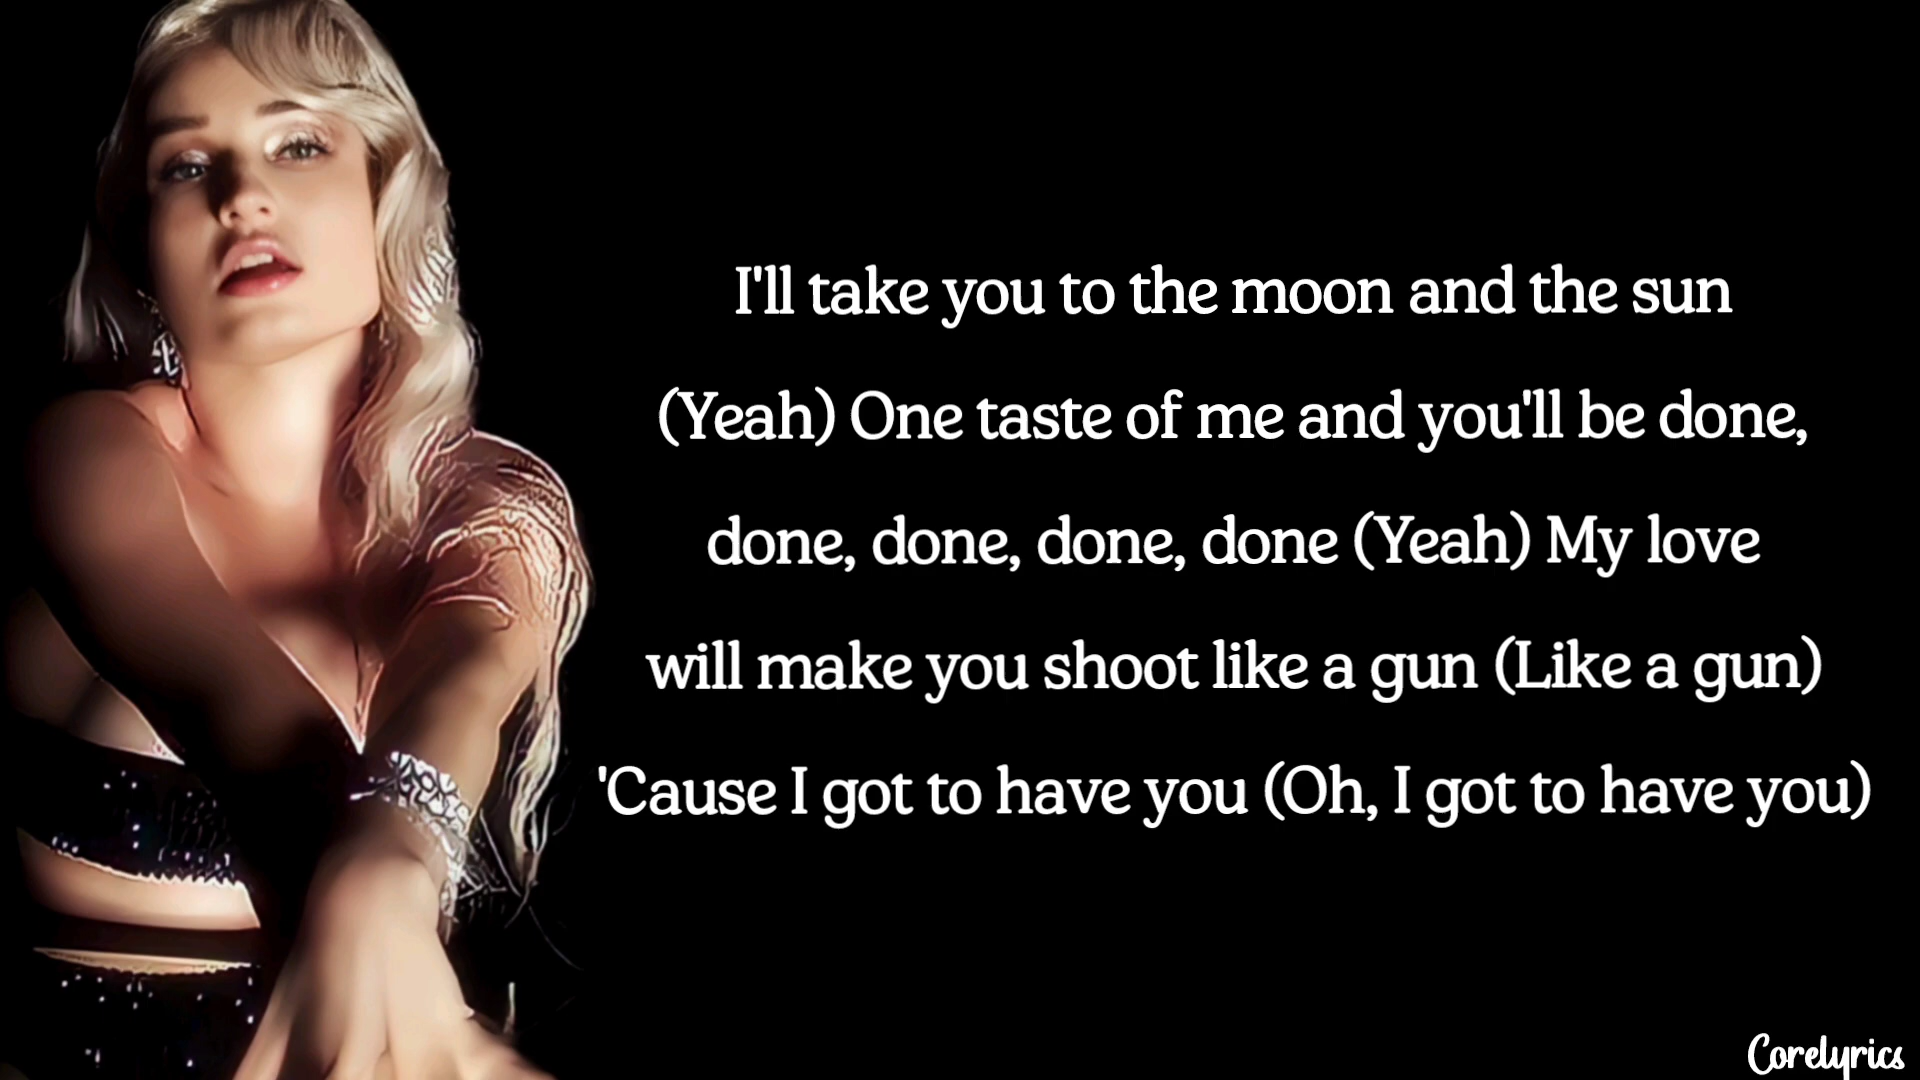 I'll take you to the moon and the sun
(Yeah) One taste of me and you'll be done,
done, done, done, done (Yeah) My love
will make you shoot like a gun (Like a gun)
'Cause I got to have you (Oh, I got to have you)
Corelyrics